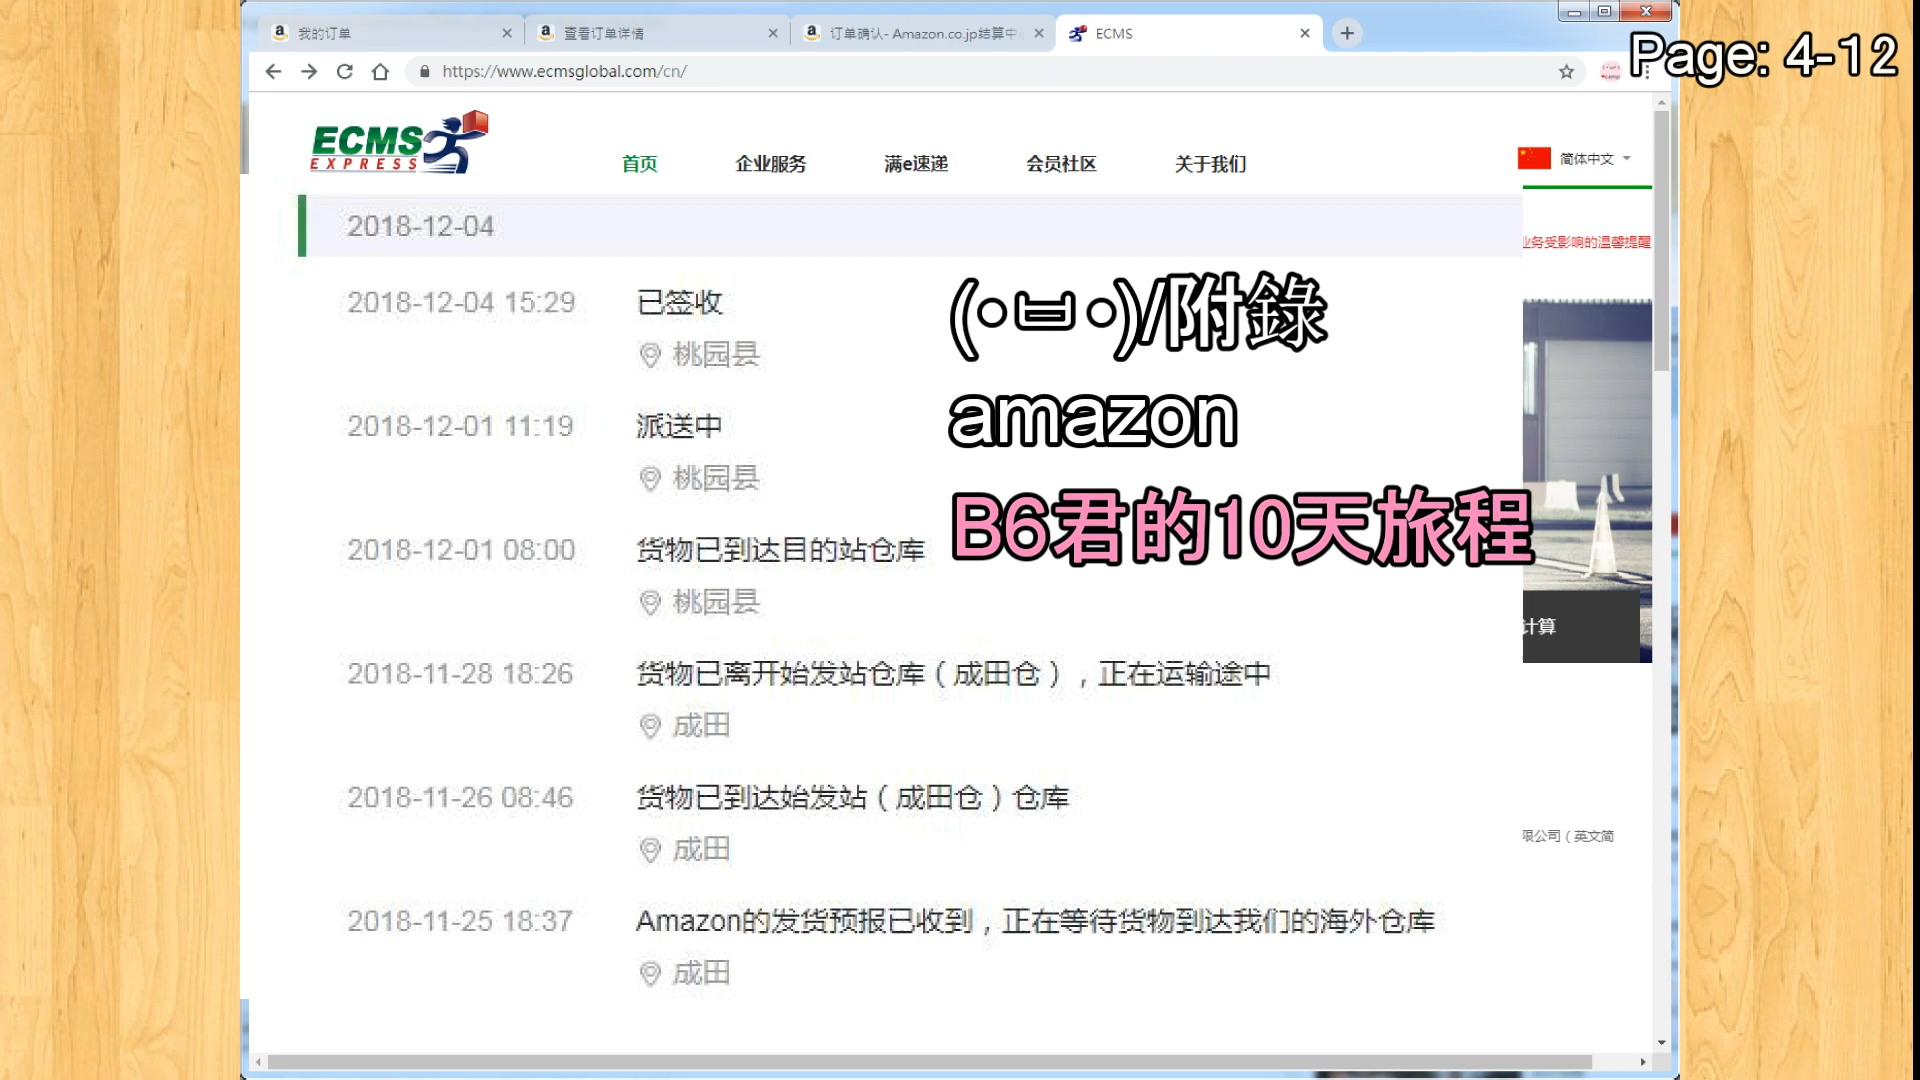 我的订单
查看订单详情
订单确认- Amazon.co.jp结算中
ECMS
https://www.ecmsglobal.com/cn/
Page: 4-12
ECMS
EXPRESS
首页
企业服务
满e速递
会员社区
关于我们
简体中文
2018-12-04
业务受影响的温馨提醒
2018-12-04 15:29 已签收
桃园县
(•ㅂ•)/附錄
2018-12-01 11:19 派送中
桃园县
amazon
2018-12-01 08:00 货物已到达目的站仓库
桃园县
B6君的10天旅程
计算
2018-11-28 18:26 货物已离开始发站仓库（成田仓），正在运输途中
成田
2018-11-26 08:46 货物已到达始发站（成田仓）仓库
成田
限公司（英文简
2018-11-25 18:37 Amazon的发货预报已收到，正在等待货物到达我们的海外仓库
成田